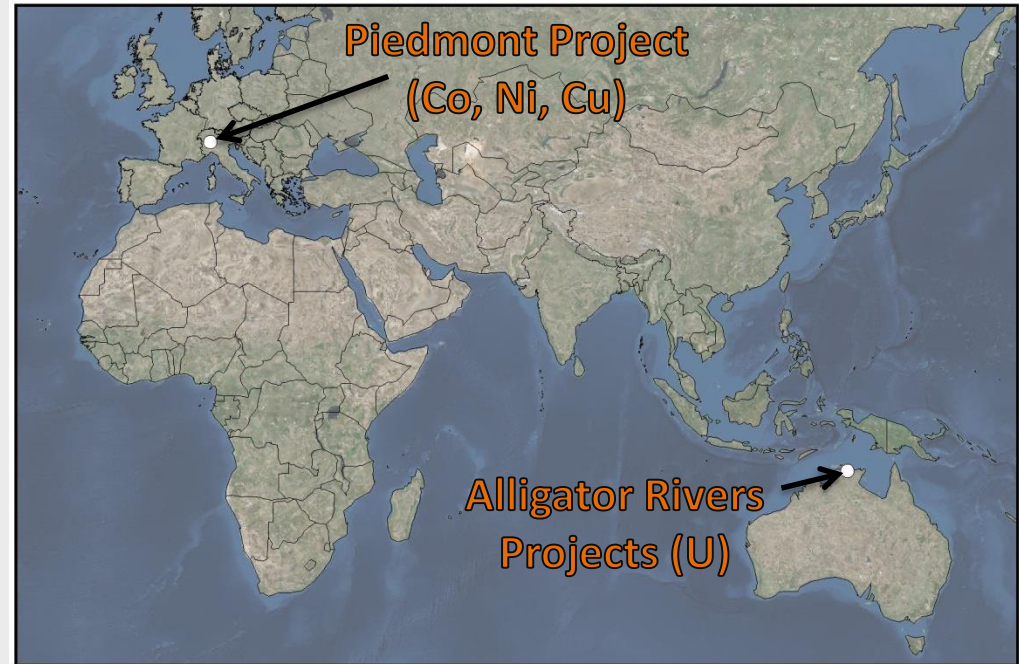 Piedmont Project
(Co, Ni, Cu)
Alligator Rivers
Projects (U)